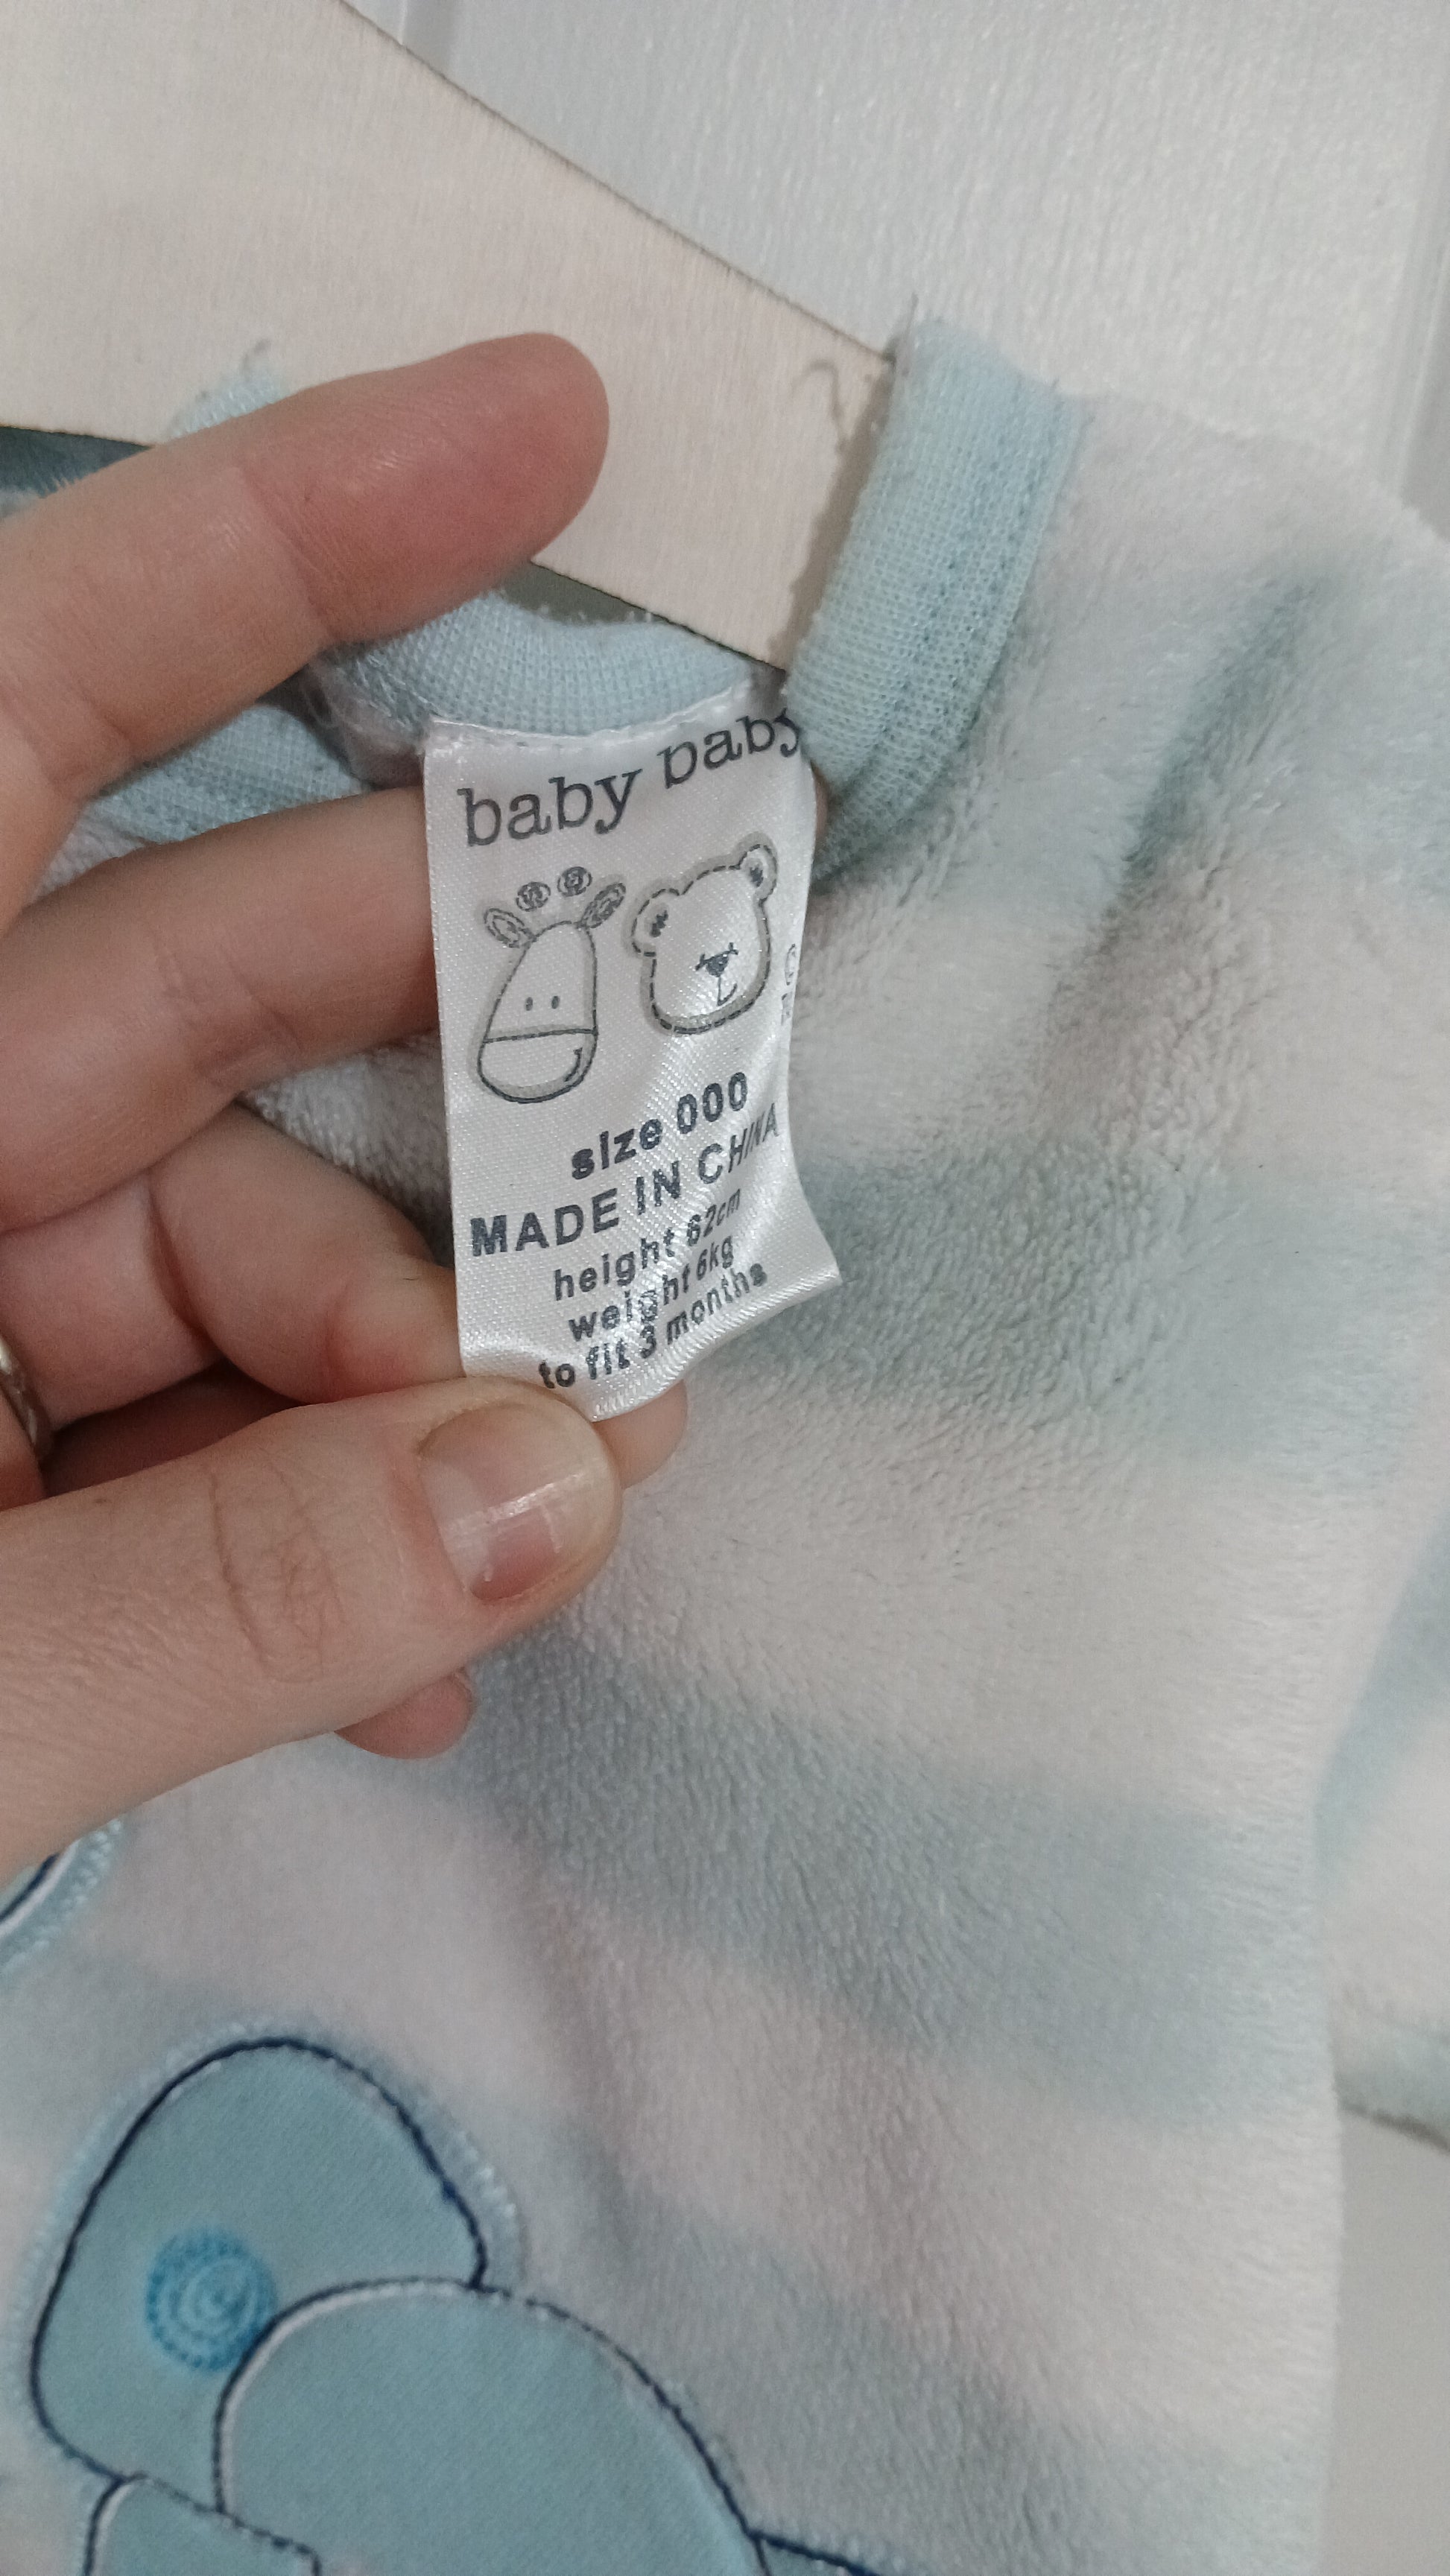 baby baby
size 000
MADE IN CHINA
height 62cm
weight 6kg
to fit 3 months